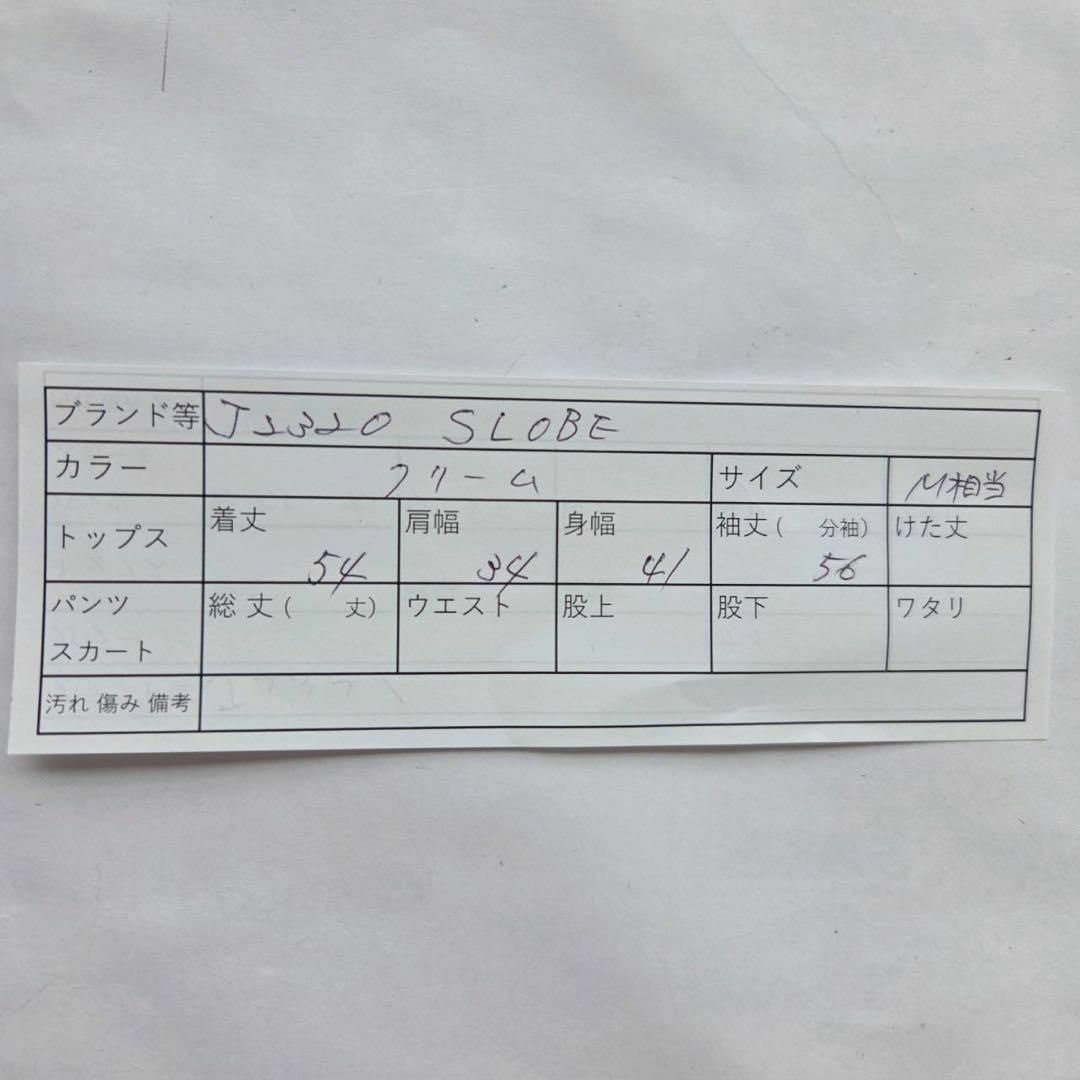 ブランド等 J2320 SLOBE
カラー クリーム サイズ M相当
トップス 着丈 54 肩幅 34 身幅 41 袖丈( 分袖) 56 けた丈
パンツ スカート 総丈( 丈) ウエスト 股上 股下 ワタリ
汚れ 傷み 備考